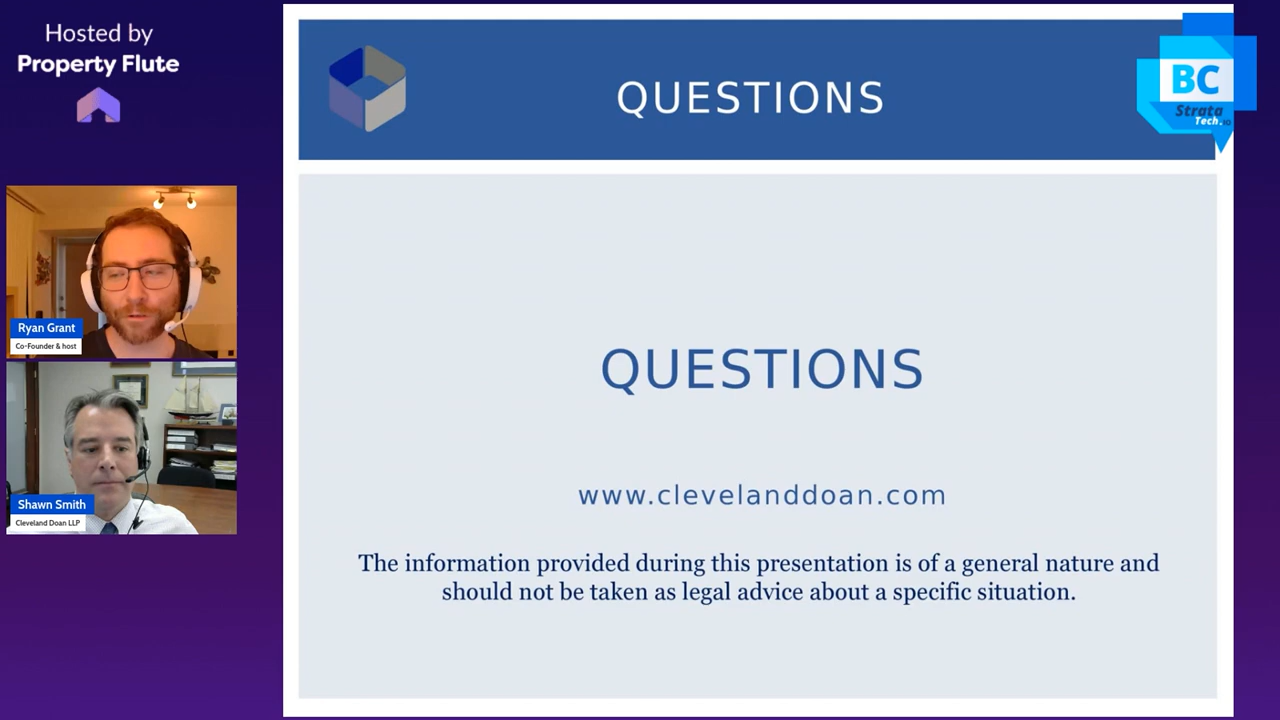 Hosted by
Property Flute
QUESTIONS
BC
Strata
Tech.io
Ryan Grant
Co-Founder & host
Shawn Smith
Cleveland Doan LLP
QUESTIONS
www.clevelanddoan.com
The information provided during this presentation is of a general nature and
should not be taken as legal advice about a specific situation.